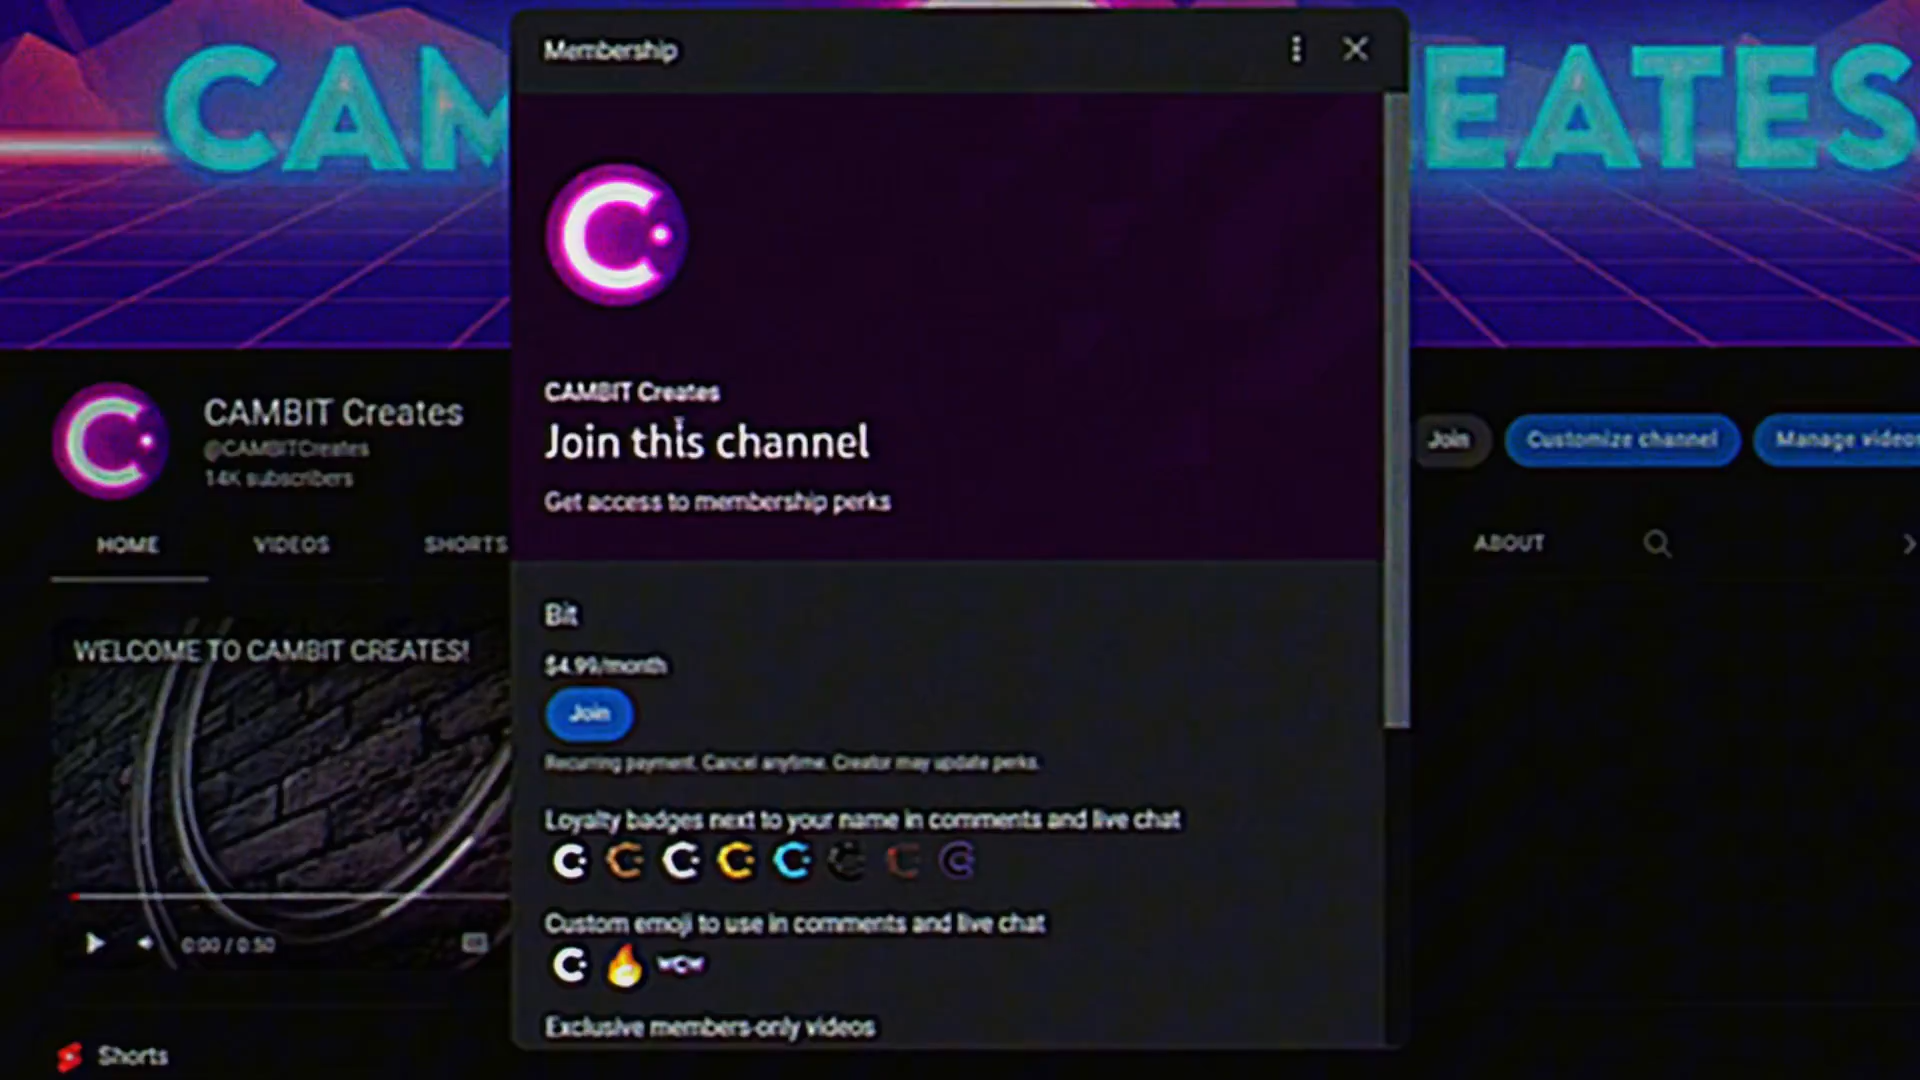 CAM
EATES
Membership
CAMBIT Creates
Join this channel
Get access to membership perks
CAMBIT Creates
@CAMBITCreates
14K subscribers
Join
Customize channel
Manage videos
HOME
VIDEOS
SHORTS
ABOUT
Bit
$4.99/month
Join
Recurring payment. Cancel anytime. Creator may update perks.
WELCOME TO CAMBIT CREATES!
0:00 / 0:50
Loyalty badges next to your name in comments and live chat
Custom emoji to use in comments and live chat
WOW
Exclusive members-only videos
Shorts